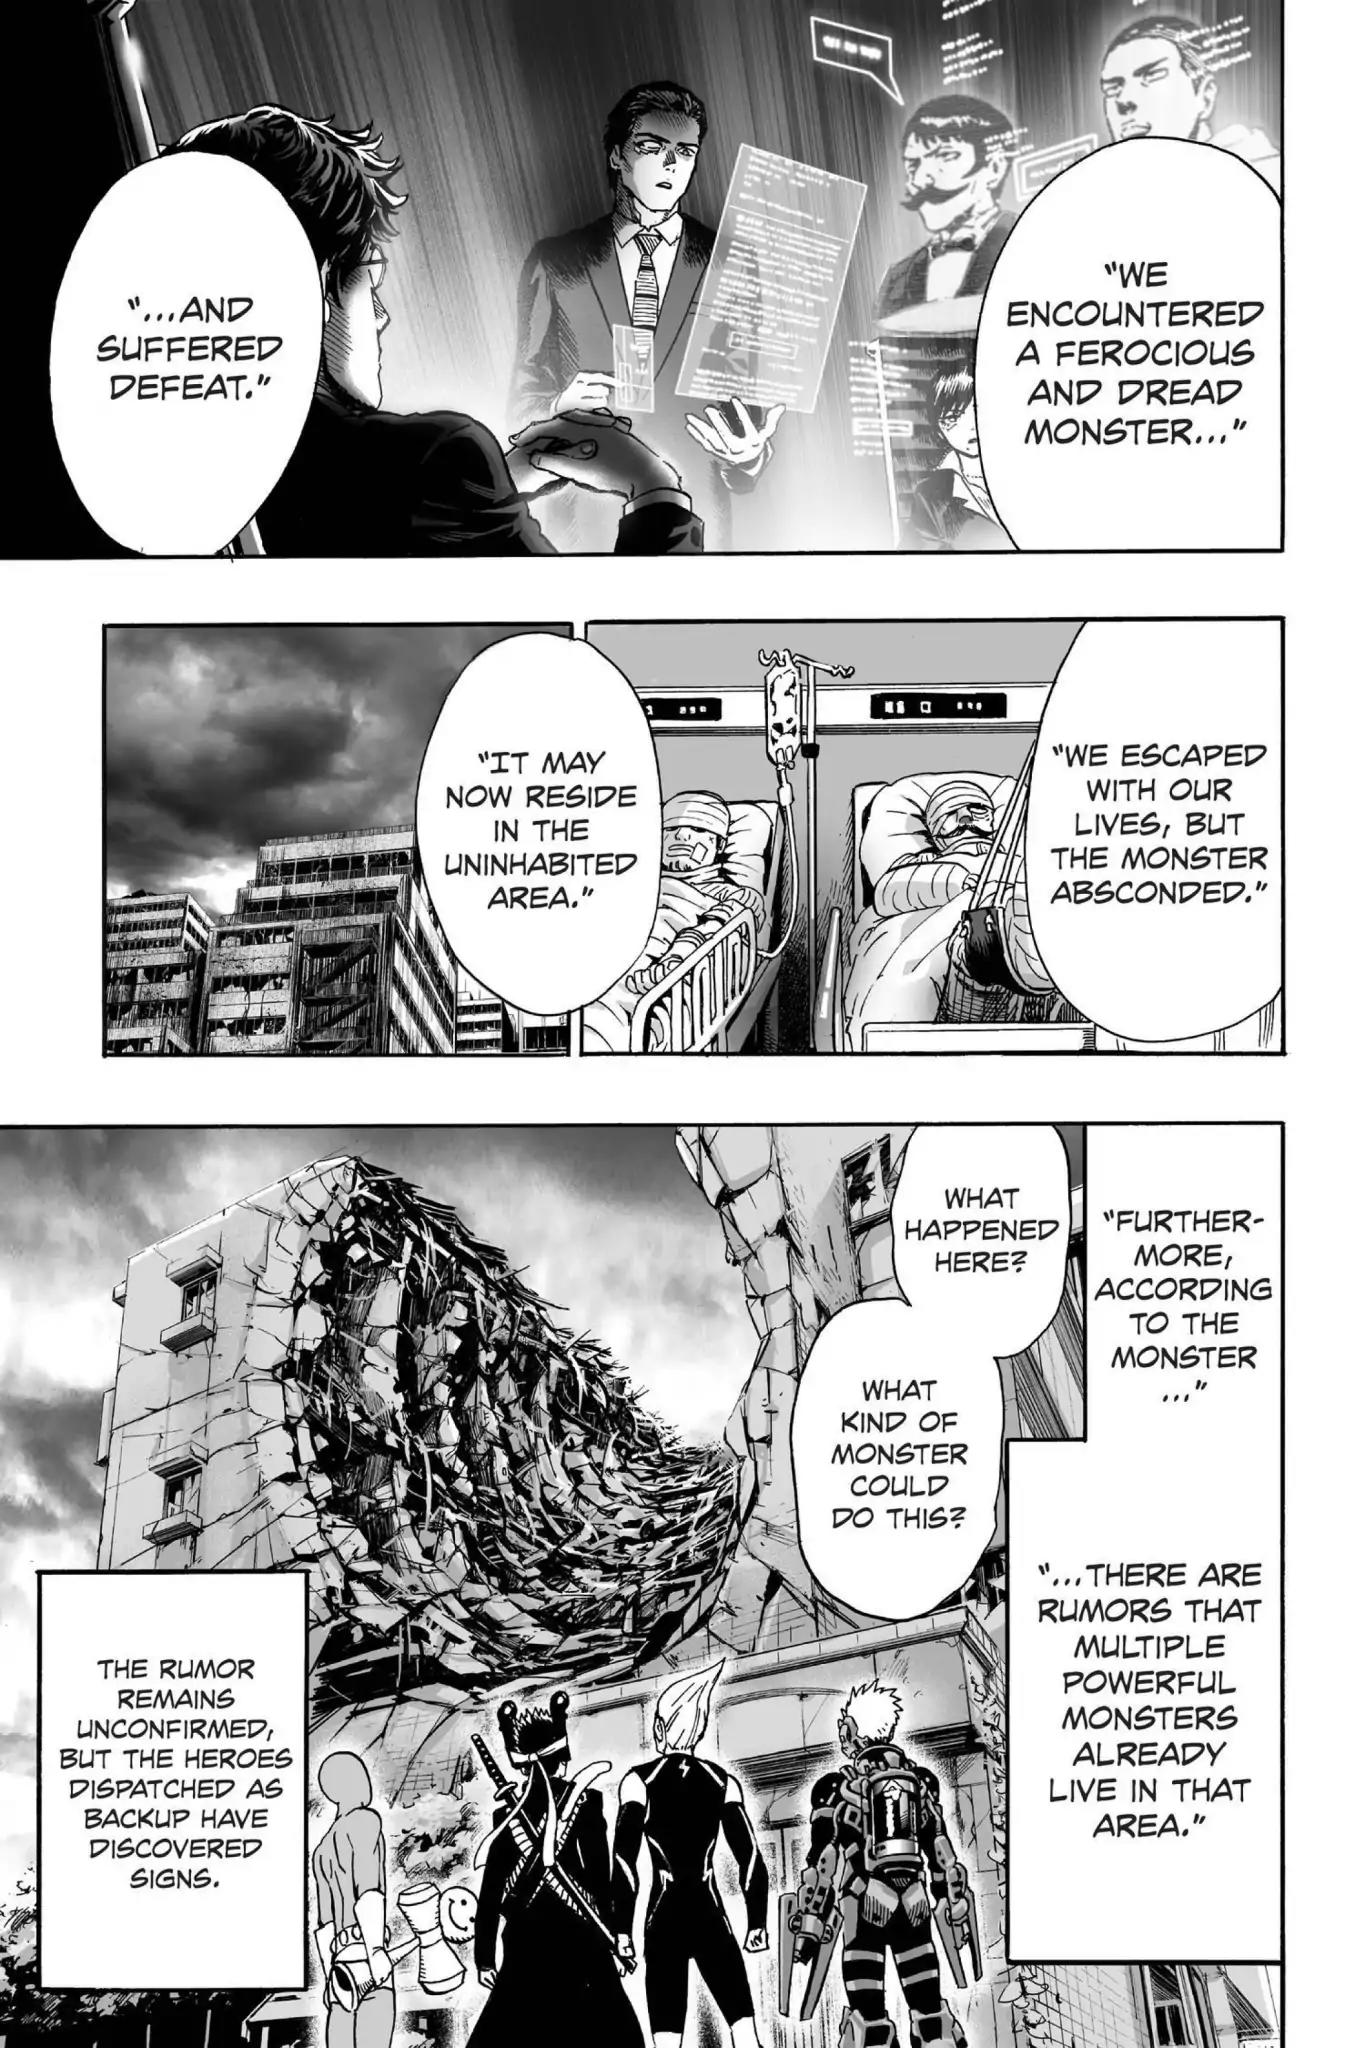 "WE
ENCOUNTERED
A FEROCIOUS
AND DREAD
MONSTER..."
"...AND
SUFFERED
DEFEAT."
"WE ESCAPED
WITH OUR
LIVES, BUT
THE MONSTER
ABSCONDED."
"IT MAY
NOW RESIDE
IN THE
UNINHABITED
AREA."
"FURTHER-
MORE,
ACCORDING
TO THE
MONSTER
..."
"...THERE ARE
RUMORS THAT
MULTIPLE
POWERFUL
MONSTERS
ALREADY
LIVE IN THAT
AREA."
WHAT
HAPPENED
HERE?
WHAT
KIND OF
MONSTER
COULD
DO THIS?
THE RUMOR
REMAINS
UNCONFIRMED,
BUT THE HEROES
DISPATCHED AS
BACKUP HAVE
DISCOVERED
SIGNS.